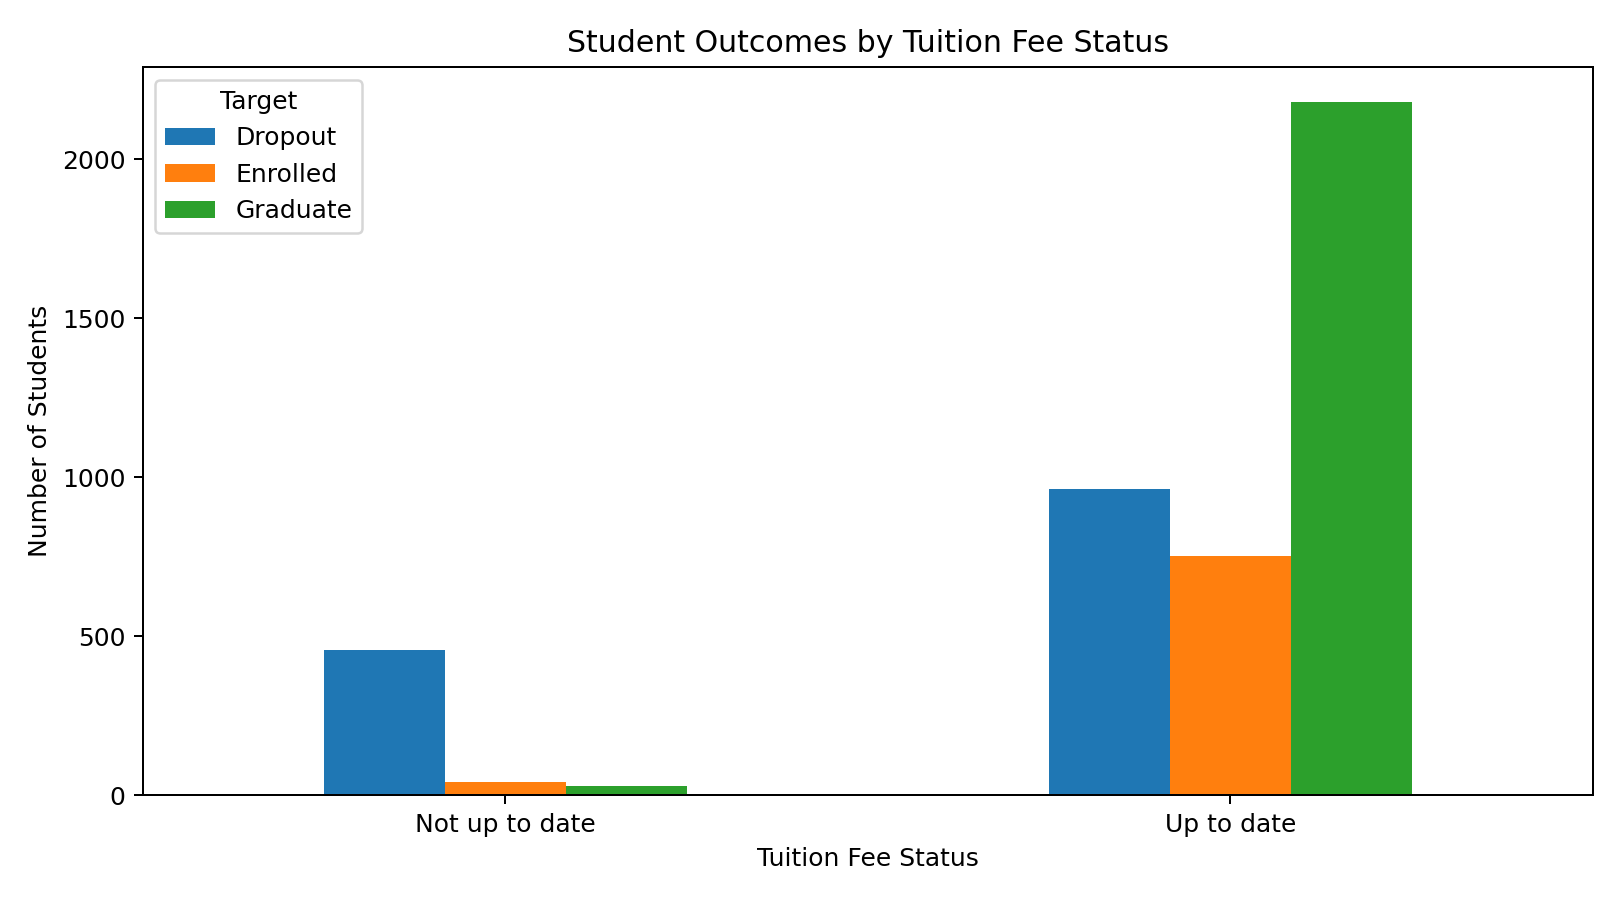 Student Outcomes by Tuition Fee Status
Target
Dropout
Enrolled
Graduate
2000
1500
1000
500
0
Number of Students
Not up to date
Up to date
Tuition Fee Status